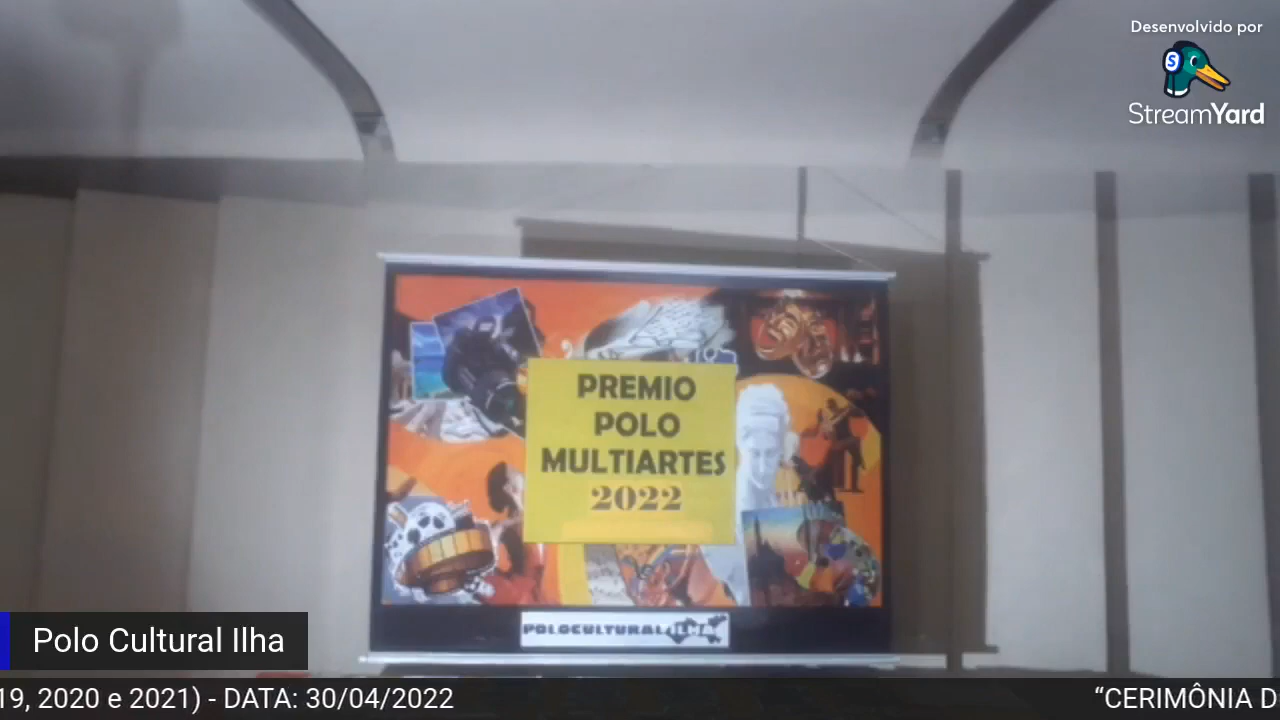 Desenvolvido por
StreamYard
PREMIO
POLO
MULTIARTES
2022
POLOCULTURALILHA
Polo Cultural Ilha
19, 2020 e 2021) - DATA: 30/04/2022
“CERIMÔNIA D